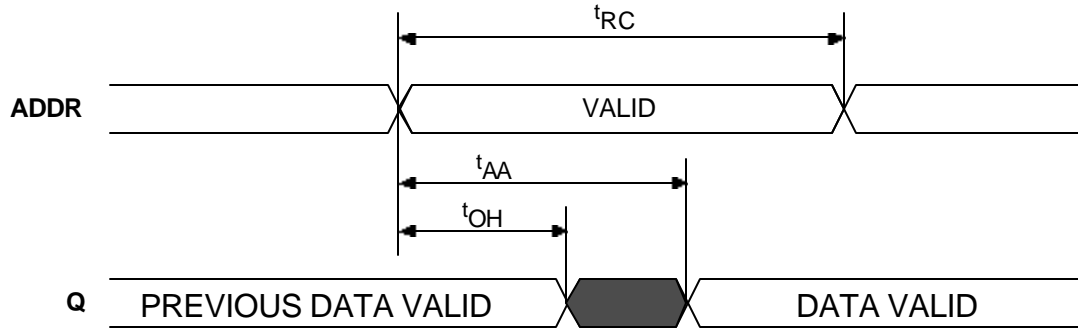 tRC
ADDR VALID
tAA
tOH
Q PREVIOUS DATA VALID DATA VALID